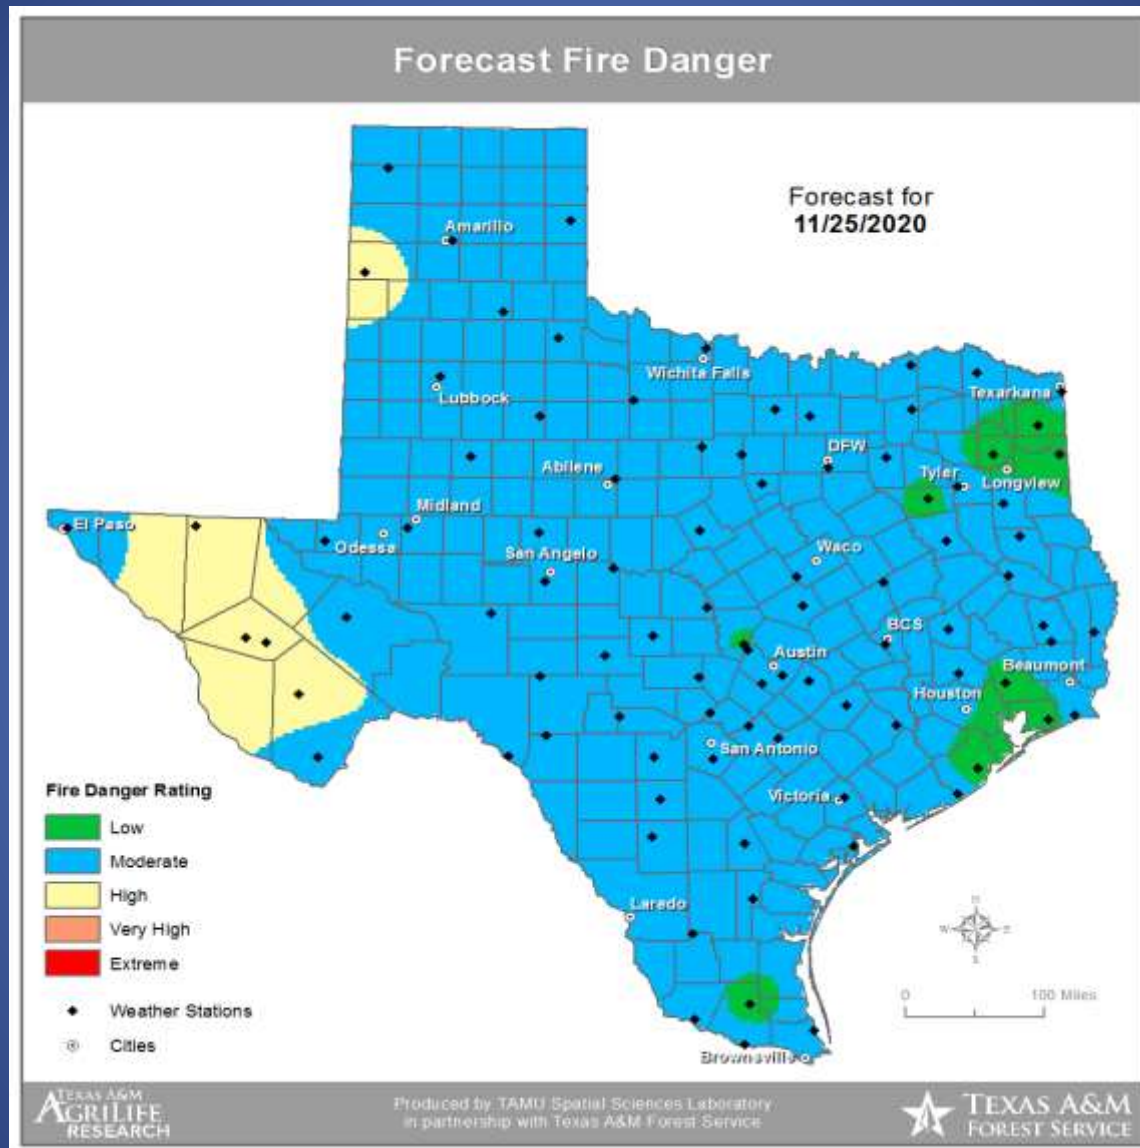 Forecast Fire Danger
Forecast for
11/25/2020
Amarillo
Wichita Falls
Lubbock
Texarkana
DFW
Abilene
Tyler
Longview
Midland
El Paso
Odessa
San Angelo
Waco
BCS
Austin
Beaumont
Houston
San Antonio
Victoria
Laredo
Brownsville
Fire Danger Rating
Low
Moderate
High
Very High
Extreme
Weather Stations
Cities
N
W
E
S
0 100 Miles
TEXAS A&M
AGRILIFE
RESEARCH
Produced by TAMU Spatial Sciences Laboratory
in partnership with Texas A&M Forest Service
TEXAS A&M
FOREST SERVICE